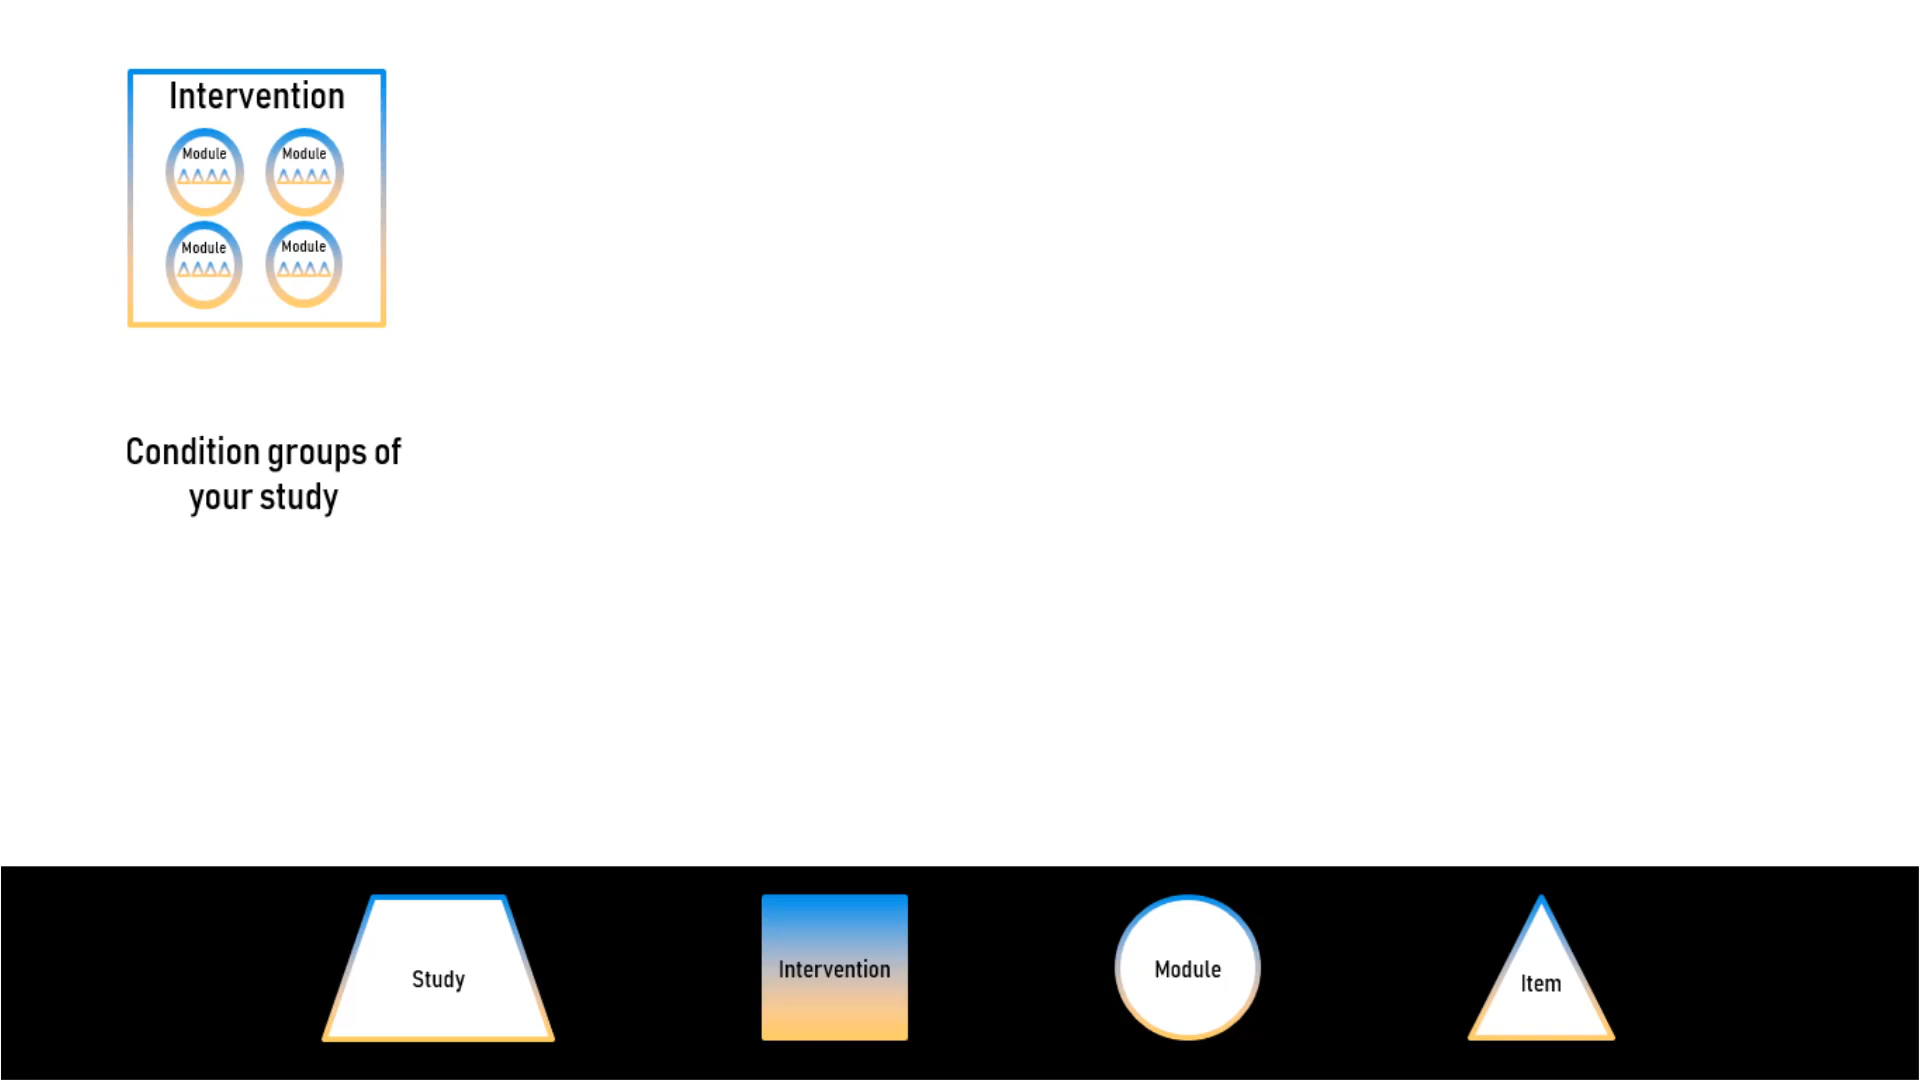 Intervention
Module Module
Module Module
Condition groups of
your study
Study
Intervention
Module
Item